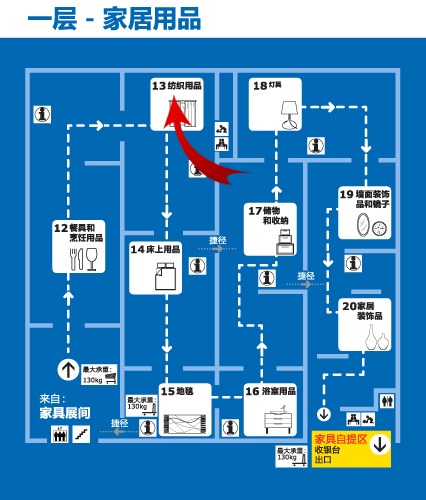 一层 - 家居用品
13 纺织用品
18 灯具
12 餐具和
烹饪用品
14 床上用品
17 储物
和收纳
19 墙面装饰
品和镜子
捷径
捷径
20 家居
装饰品
最大承重:
130kg
来自:
家具展间
捷径
最大承重:
130kg
15 地毯
16 浴室用品
最大承重:
130kg
家具自提区
收银台
出口